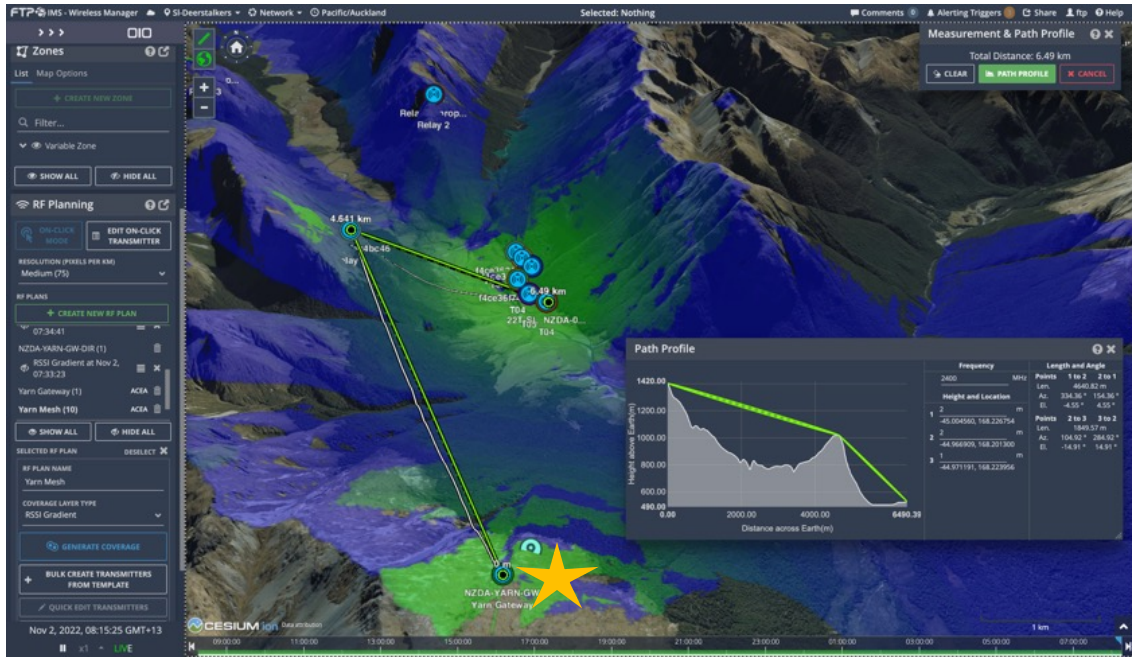 FTP IMS - Wireless Manager SI-Deerstalkers Network Pacific/Auckland Selected: Nothing Comments 0 Alerting Triggers Share ftp Help
> > >
Zones
List Map Options
+ CREATE NEW ZONE
Filter...
Variable Zone
SHOW ALL HIDE ALL
RF Planning
ON-CLICK MODE
EDIT ON-CLICK TRANSMITTER
RESOLUTION (PIXELS PER KM)
Medium (75)
RF PLANS
+ CREATE NEW RF PLAN
07:34:41
NZDA-YARN-GW-DIR (1)
RSSI Gradient at Nov 2,
07:33:23
Yarn Gateway (1) ACEA
Yarn Mesh (10) ACEA
SHOW ALL HIDE ALL
SELECTED RF PLAN DESELECT
RF PLAN NAME
Yarn Mesh
COVERAGE LAYER TYPE
RSSI Gradient
GENERATE COVERAGE
+ BULK CREATE TRANSMITTERS
FROM TEMPLATE
QUICK EDIT TRANSMITTERS
Nov 2, 2022, 08:15:25 GMT+13
x1 LIVE
Relay 2
4.641 km
6.49 km
T04
T04
0 m
NZDA-YARN-GW
Yarn Gateway
Measurement & Path Profile
Total Distance: 6.49 km
CLEAR PATH PROFILE CANCEL
Path Profile
Height above Earth(m)
1420.00
1200.00
1000.00
800.00
600.00
490.00
0.00 2000.00 4000.00 6490.39
Distance across Earth(m)
Frequency
2400 MHz
Height and Location
1 2 m
-45.004560, 168.226754
2 2 m
-44.966909, 168.201300
3 1 m
-44.971191, 168.223956
Length and Angle
Points 1 to 2 2 to 1
Len. 4640.82 m
Az. 334.36 ° 154.36 °
El. -4.55 ° 4.55 °
Points 2 to 3 3 to 2
Len. 1849.57 m
Az. 104.92 ° 284.92 °
El. -14.91 ° 14.91 °
CESIUM ion Data attribution
1 km
09:00:00 11:00:00 13:00:00 15:00:00 17:00:00 19:00:00 21:00:00 23:00:00 01:00:00 03:00:00 05:00:00 07:00:00